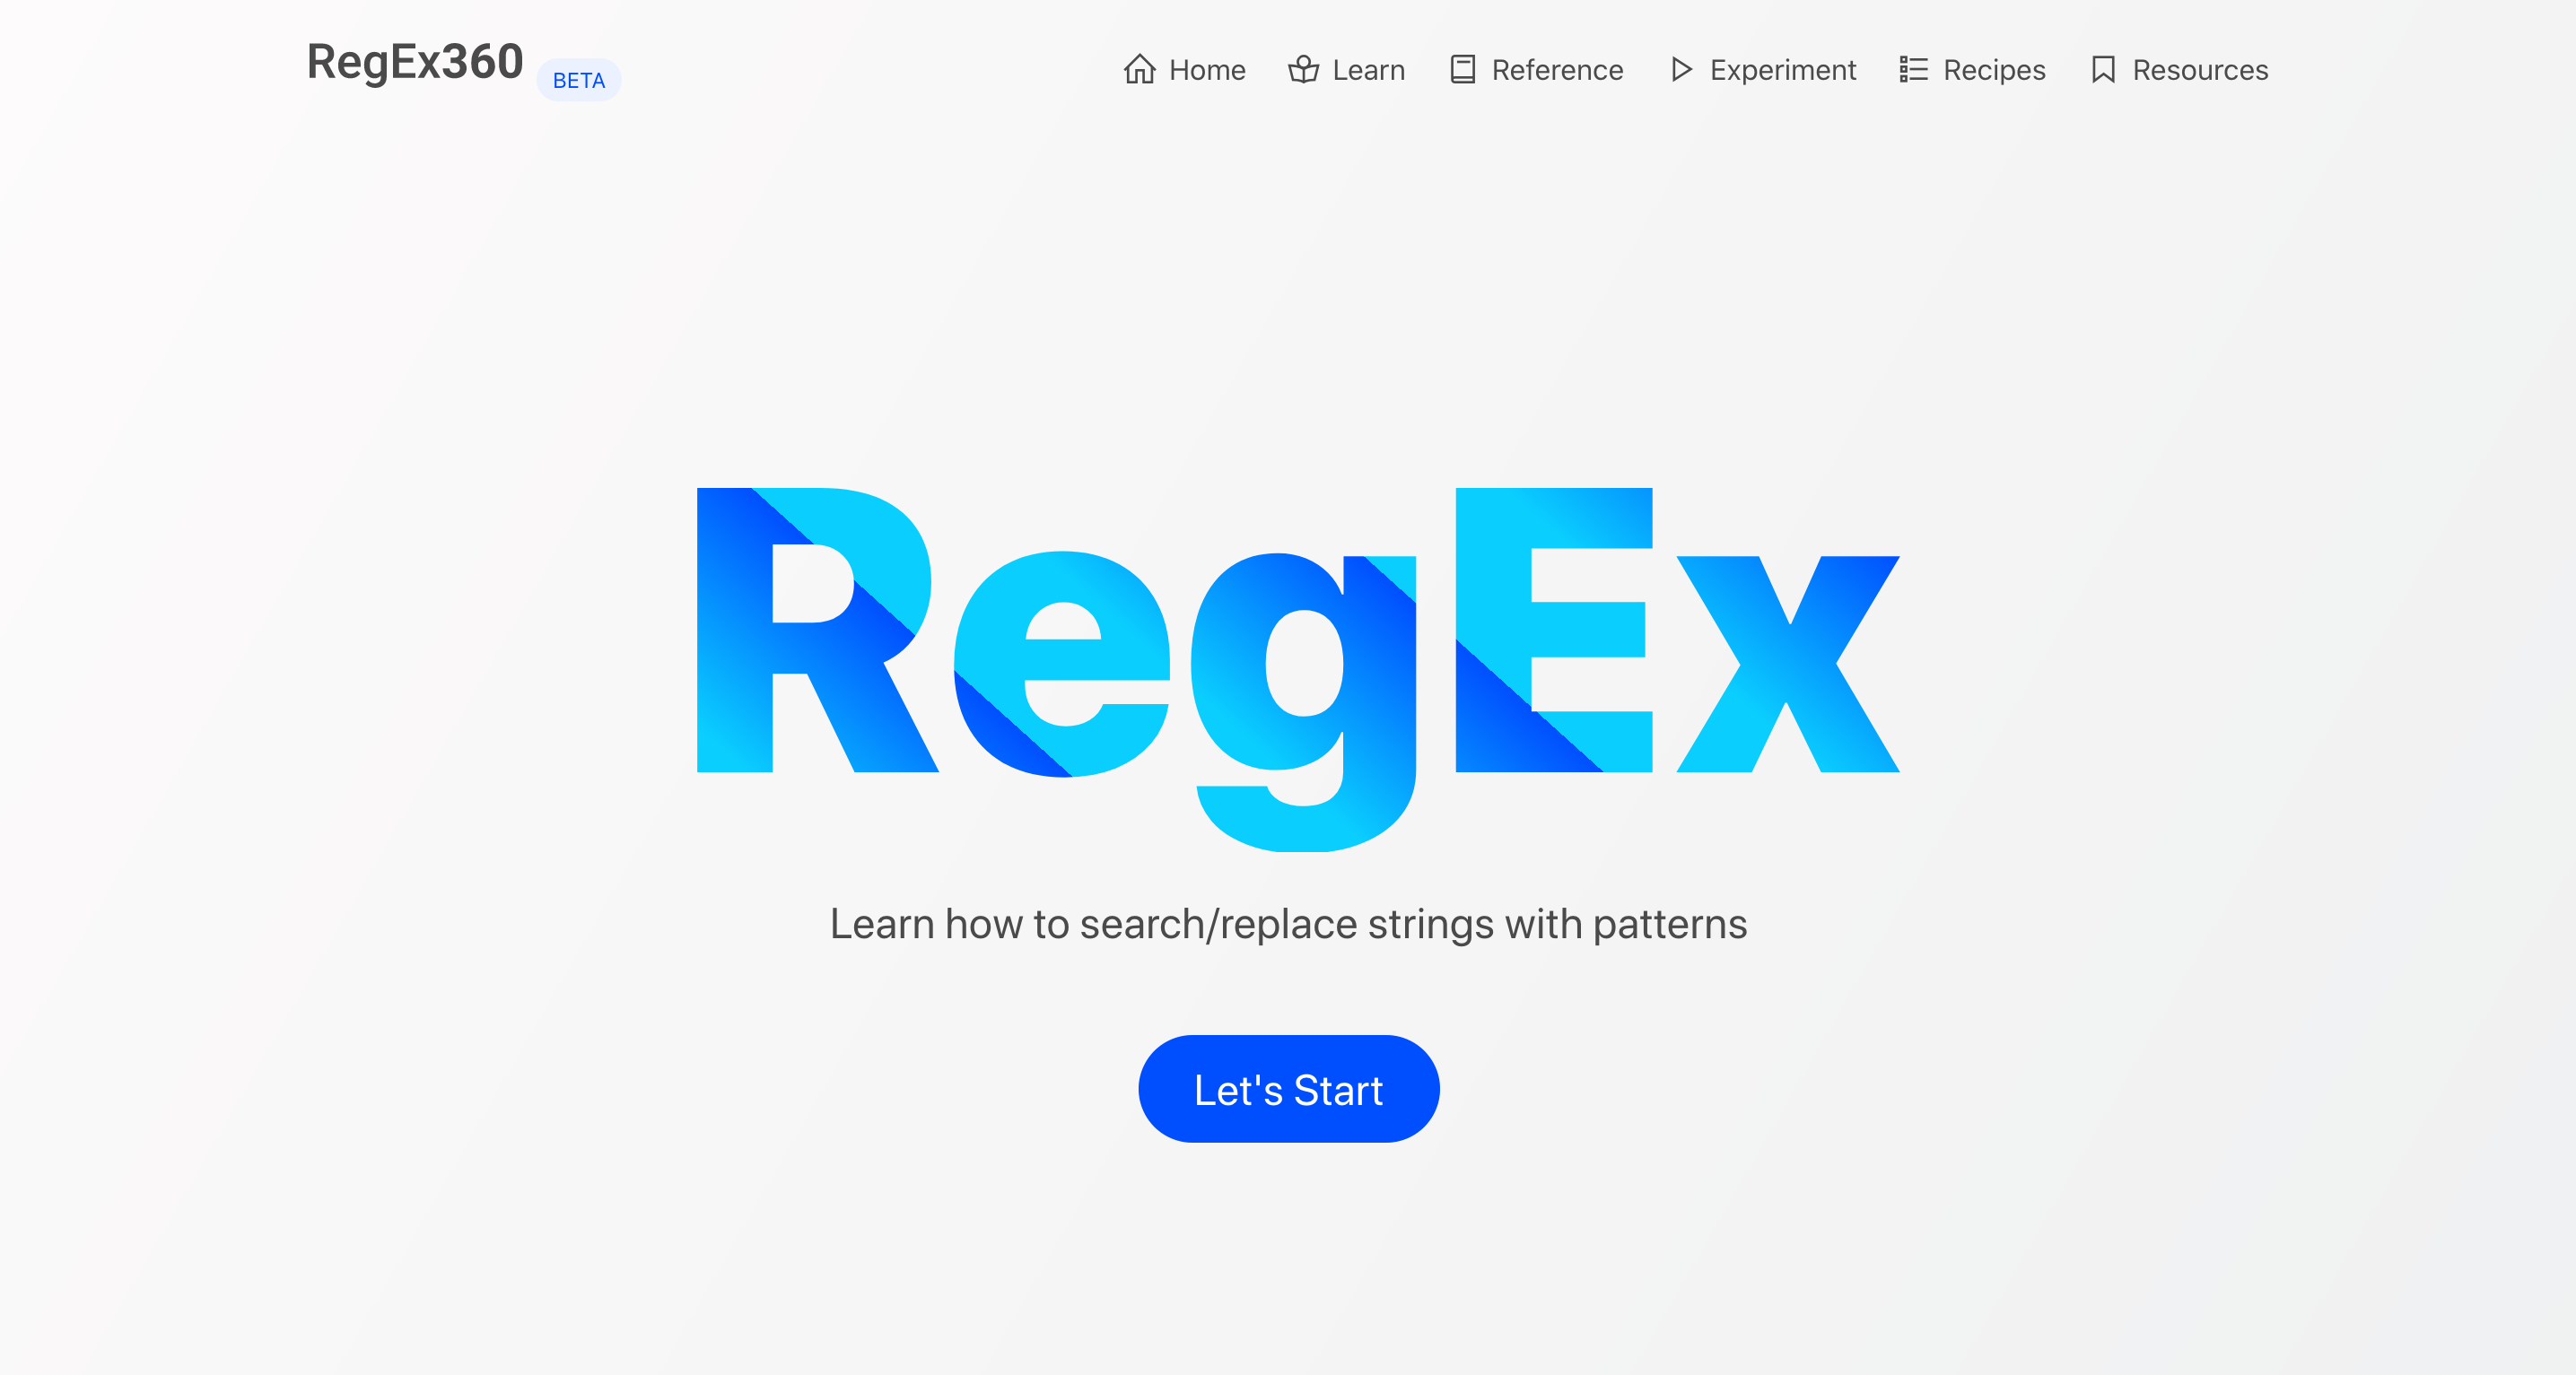 RegEx360 BETA Home Learn Reference Experiment Recipes Resources
RegEx
Learn how to search/replace strings with patterns
Let's Start